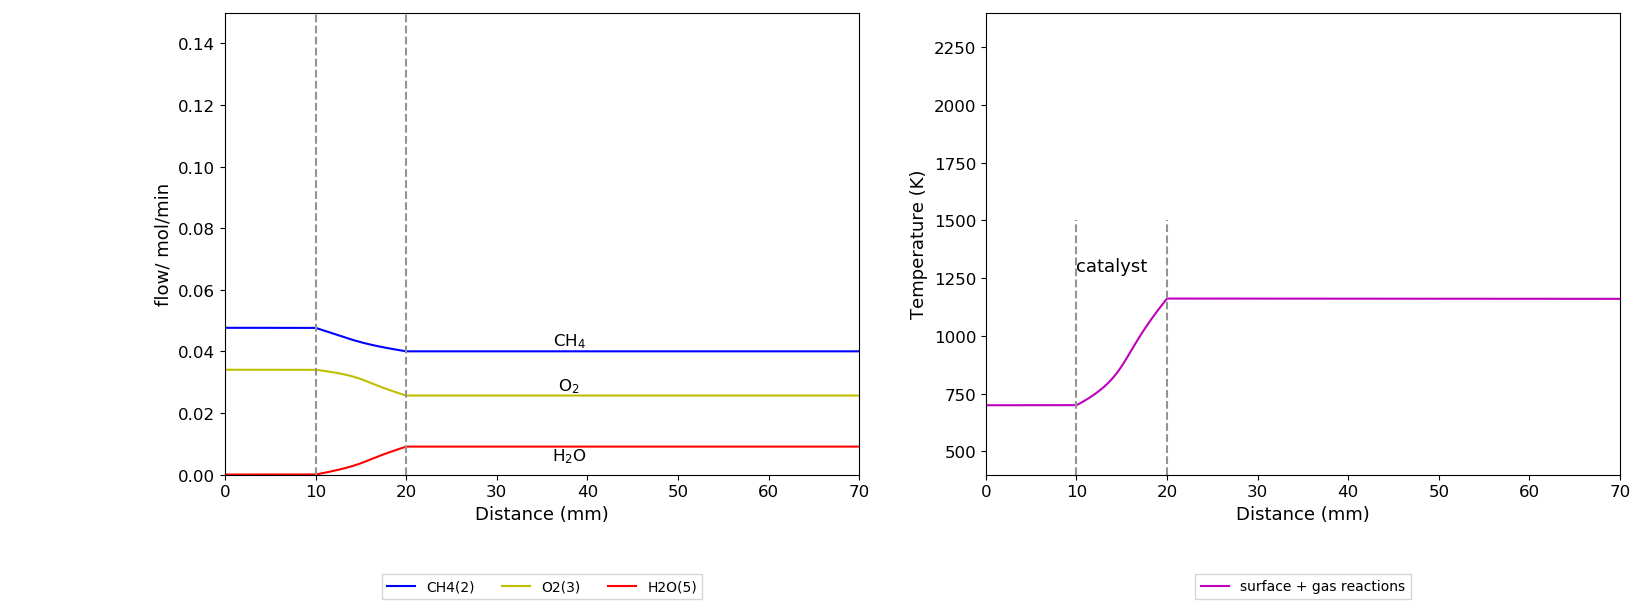 0.14
0.12
0.10
0.08
0.06
0.04
0.02
0.00
flow/ mol/min
CH₄
O₂
H₂O
0 10 20 30 40 50 60 70
Distance (mm)
CH4(2) O2(3) H2O(5)
2250
2000
1750
1500
1250
1000
750
500
Temperature (K)
catalyst
0 10 20 30 40 50 60 70
Distance (mm)
surface + gas reactions